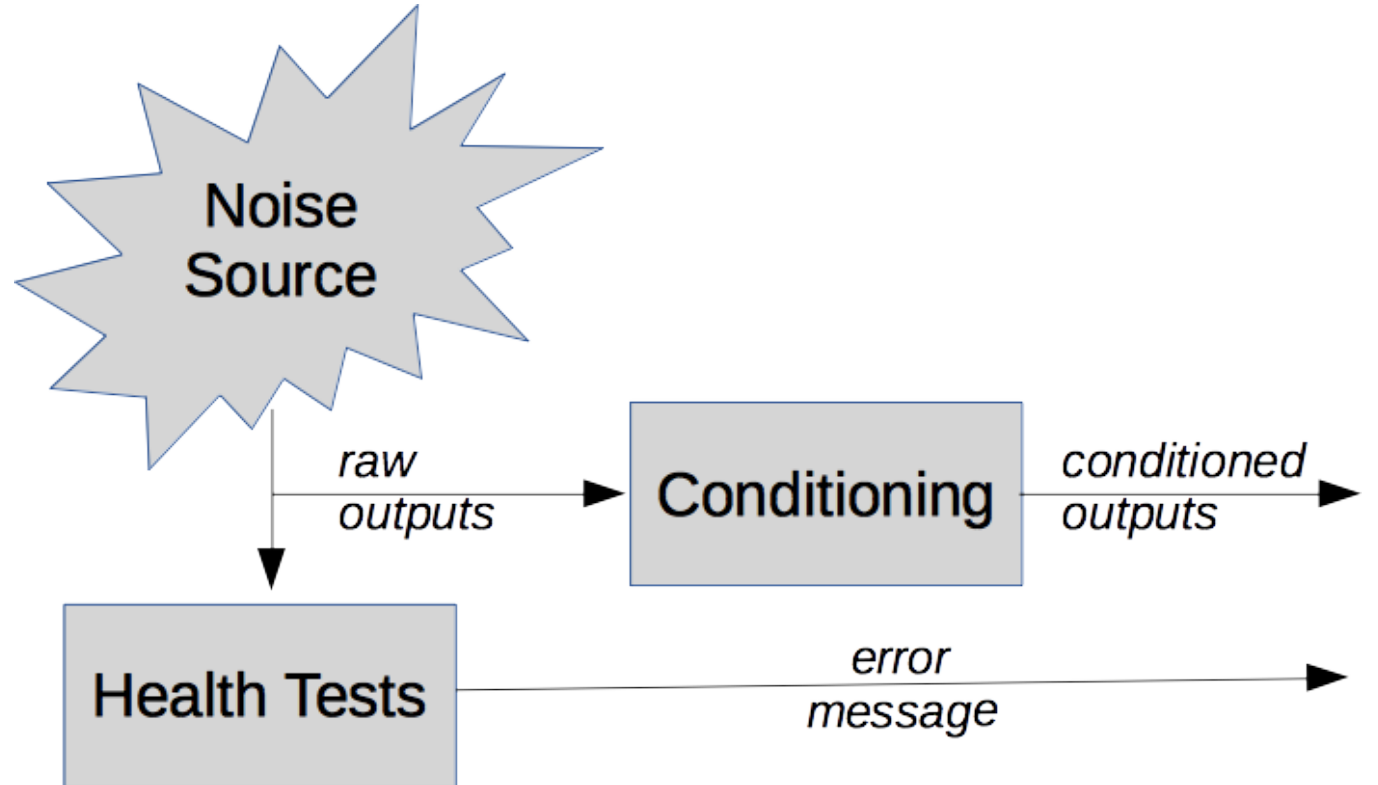 Noise
Source
raw
outputs
Conditioning
conditioned
outputs
Health Tests
error
message